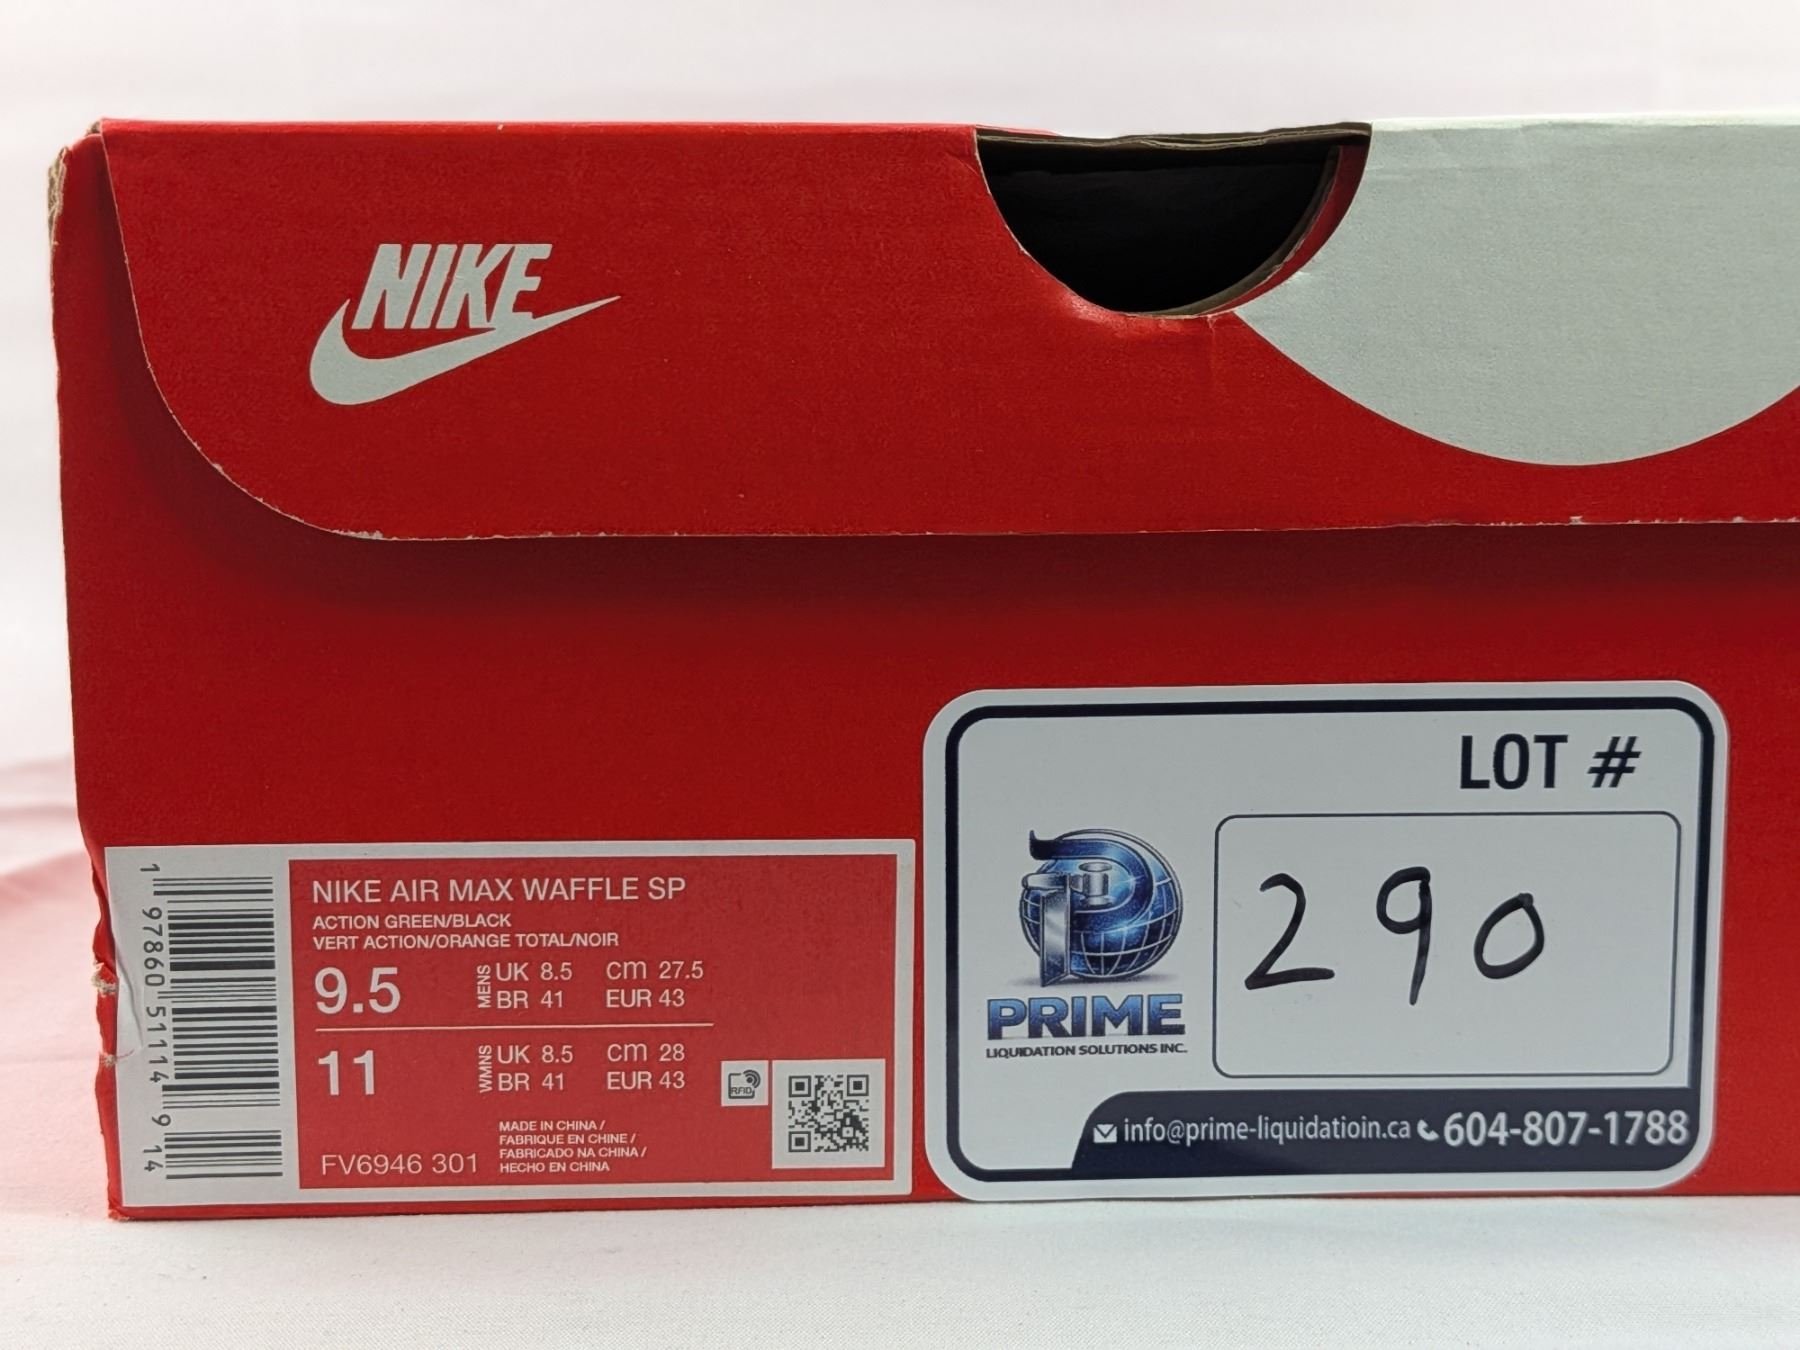 NIKE
NIKE AIR MAX WAFFLE SP
ACTION GREEN/BLACK
VERT ACTION/ORANGE TOTAL/NOIR
9.5 MENS UK 8.5 CM 27.5
BR 41 EUR 43
11 WMNS UK 8.5 CM 28
BR 41 EUR 43
RFID
FV6946 301
MADE IN CHINA /
FABRIQUE EN CHINE /
FABRICADO NA CHINA /
HECHO EN CHINA
1 97860 51114 9 14
LOT #
290
PRIME
LIQUIDATION SOLUTIONS INC.
info@prime-liquidatioin.ca 604-807-1788